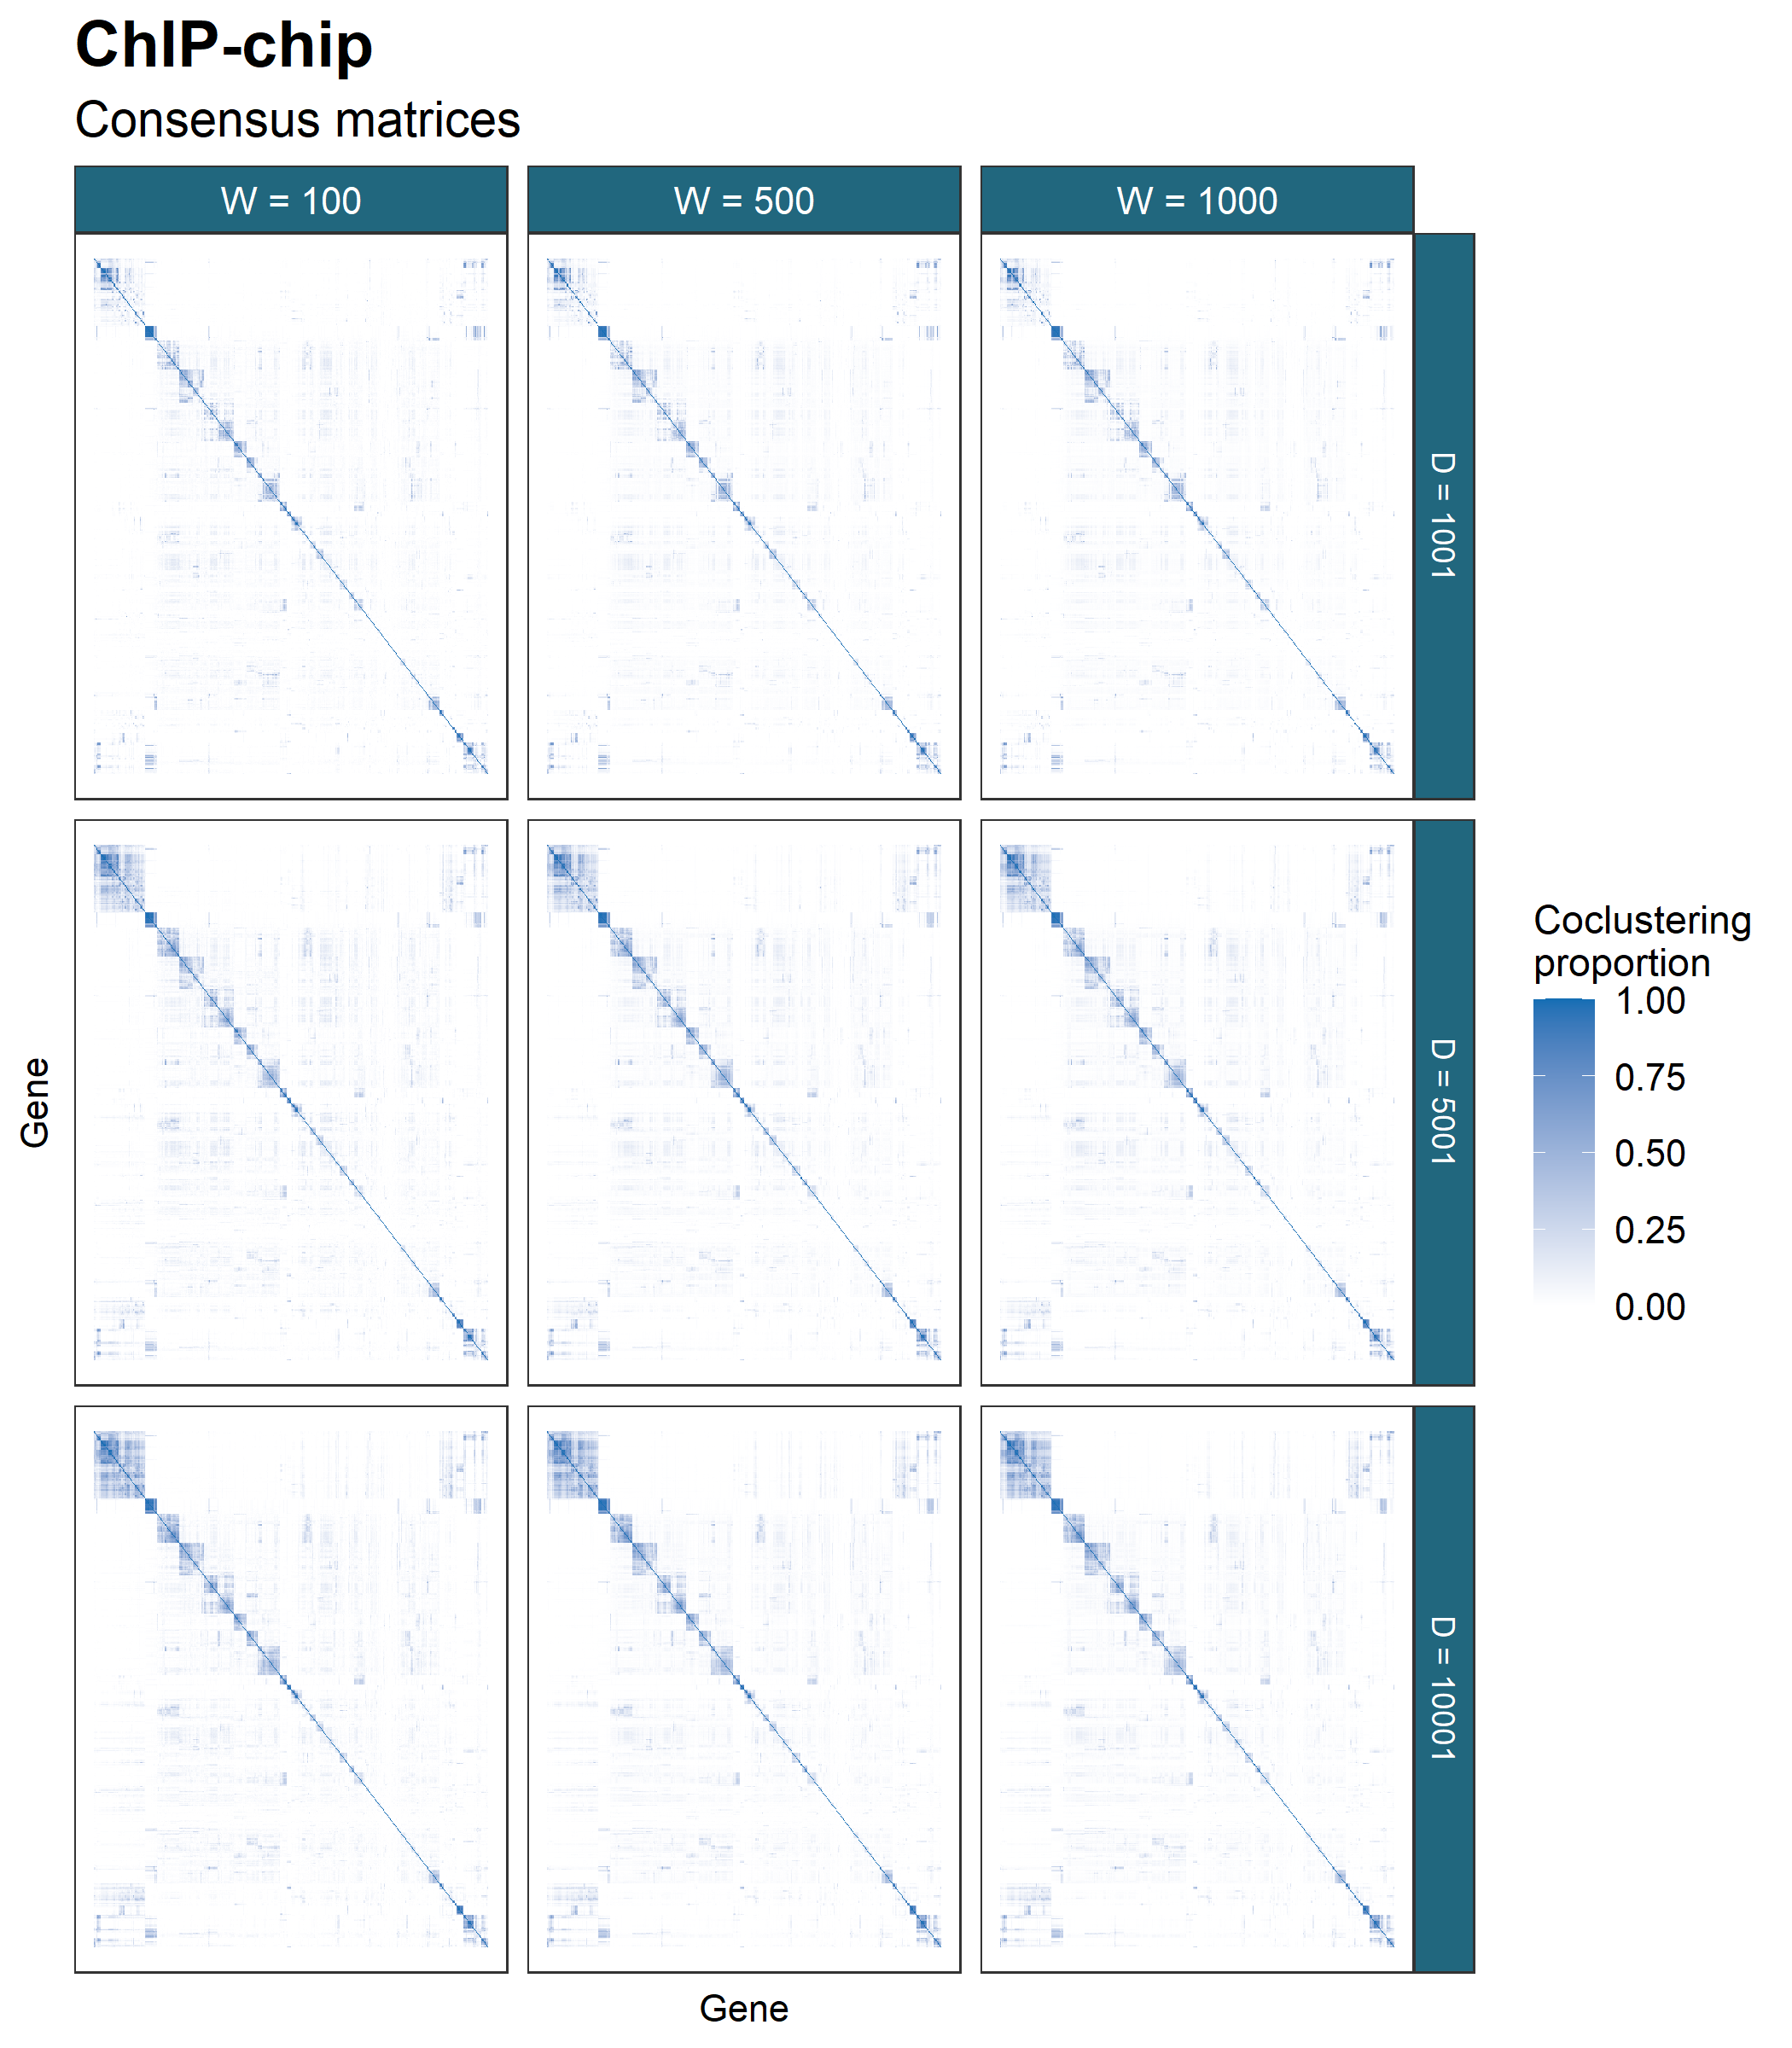 ChIP-chip
Consensus matrices
W = 100
W = 500
W = 1000
D = 1001
D = 5001
D = 10001
Gene
Gene
Coclustering
proportion
1.00
0.75
0.50
0.25
0.00